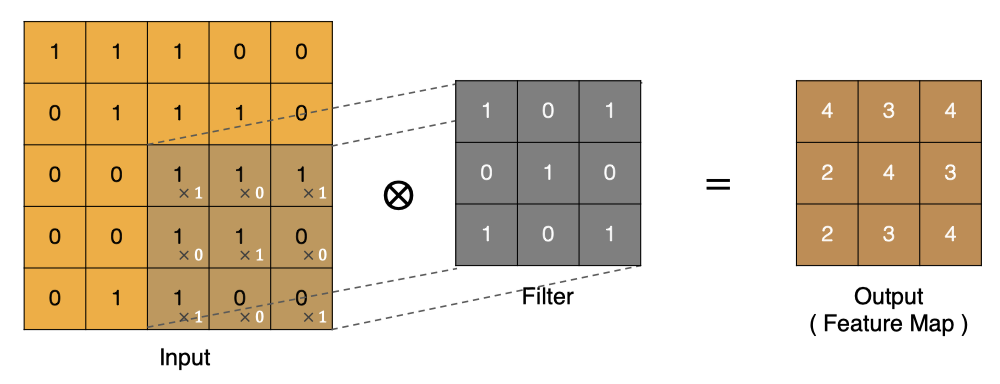 1 1 1 0 0
0 1 1 1 0
0 0 1 ×1 1 ×0 1 ×1
0 0 1 ×0 1 ×1 0 ×0
0 1 1 ×1 0 ×0 0 ×1
Input
⊗
1 0 1
0 1 0
1 0 1
Filter
=
4 3 4
2 4 3
2 3 4
Output
( Feature Map )